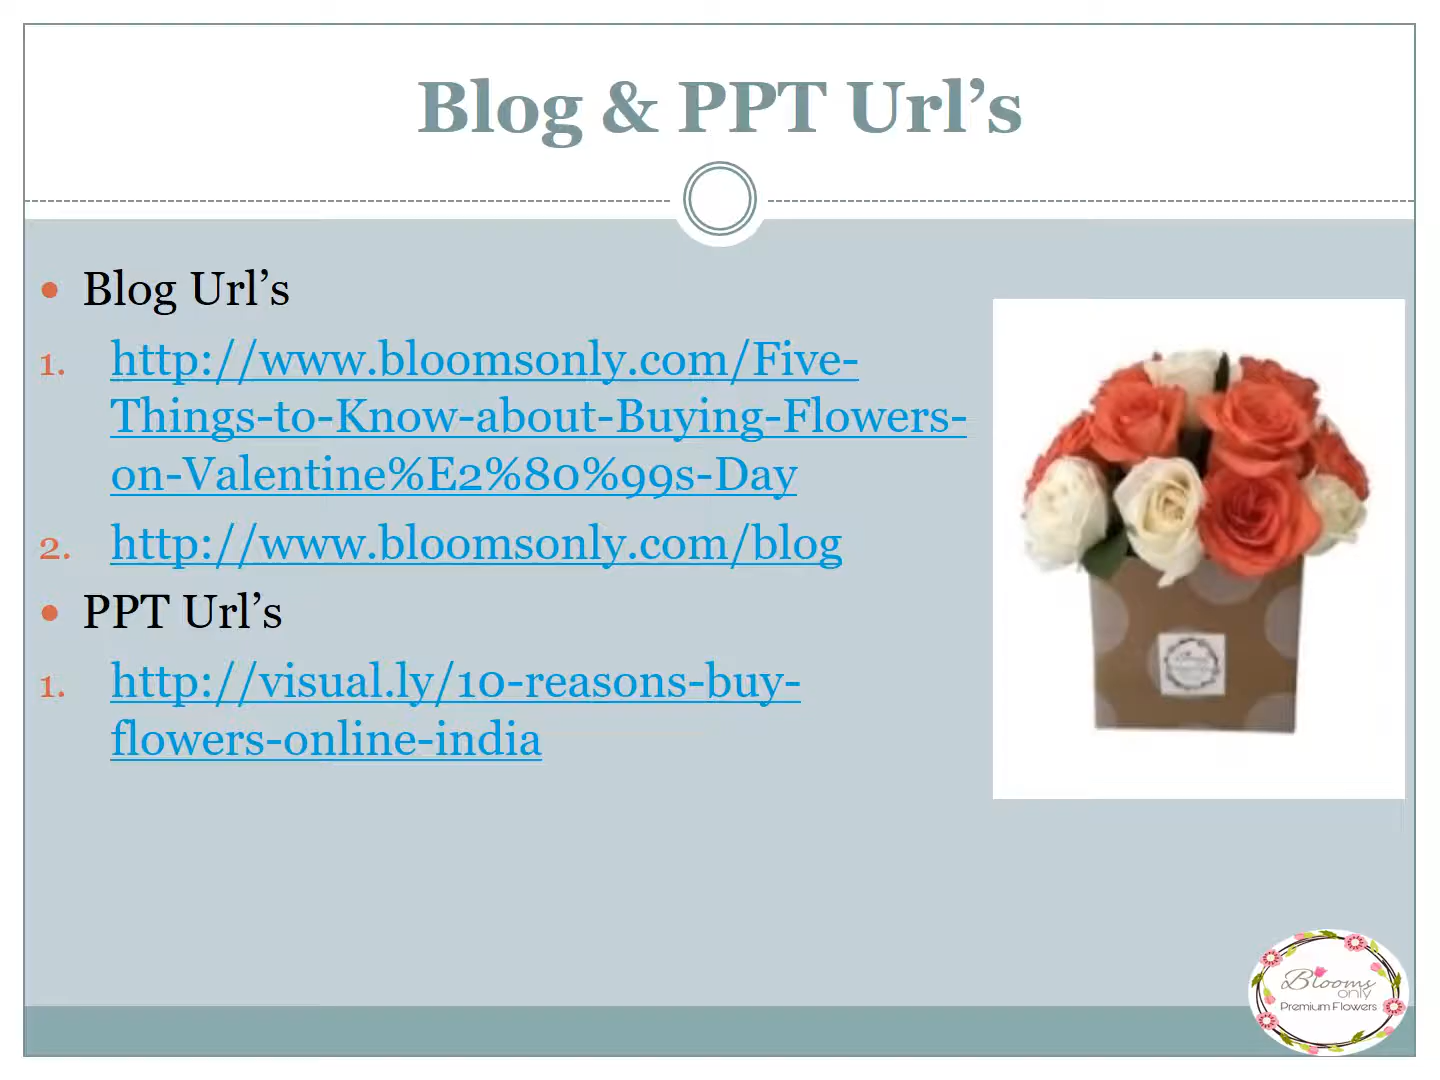 Blog & PPT Url’s
• Blog Url’s
1. http://www.bloomsonly.com/Five-
Things-to-Know-about-Buying-Flowers-
on-Valentine%E2%80%99s-Day
2. http://www.bloomsonly.com/blog
• PPT Url’s
1. http://visual.ly/10-reasons-buy-
flowers-online-india
Blooms
only
Premium Flowers